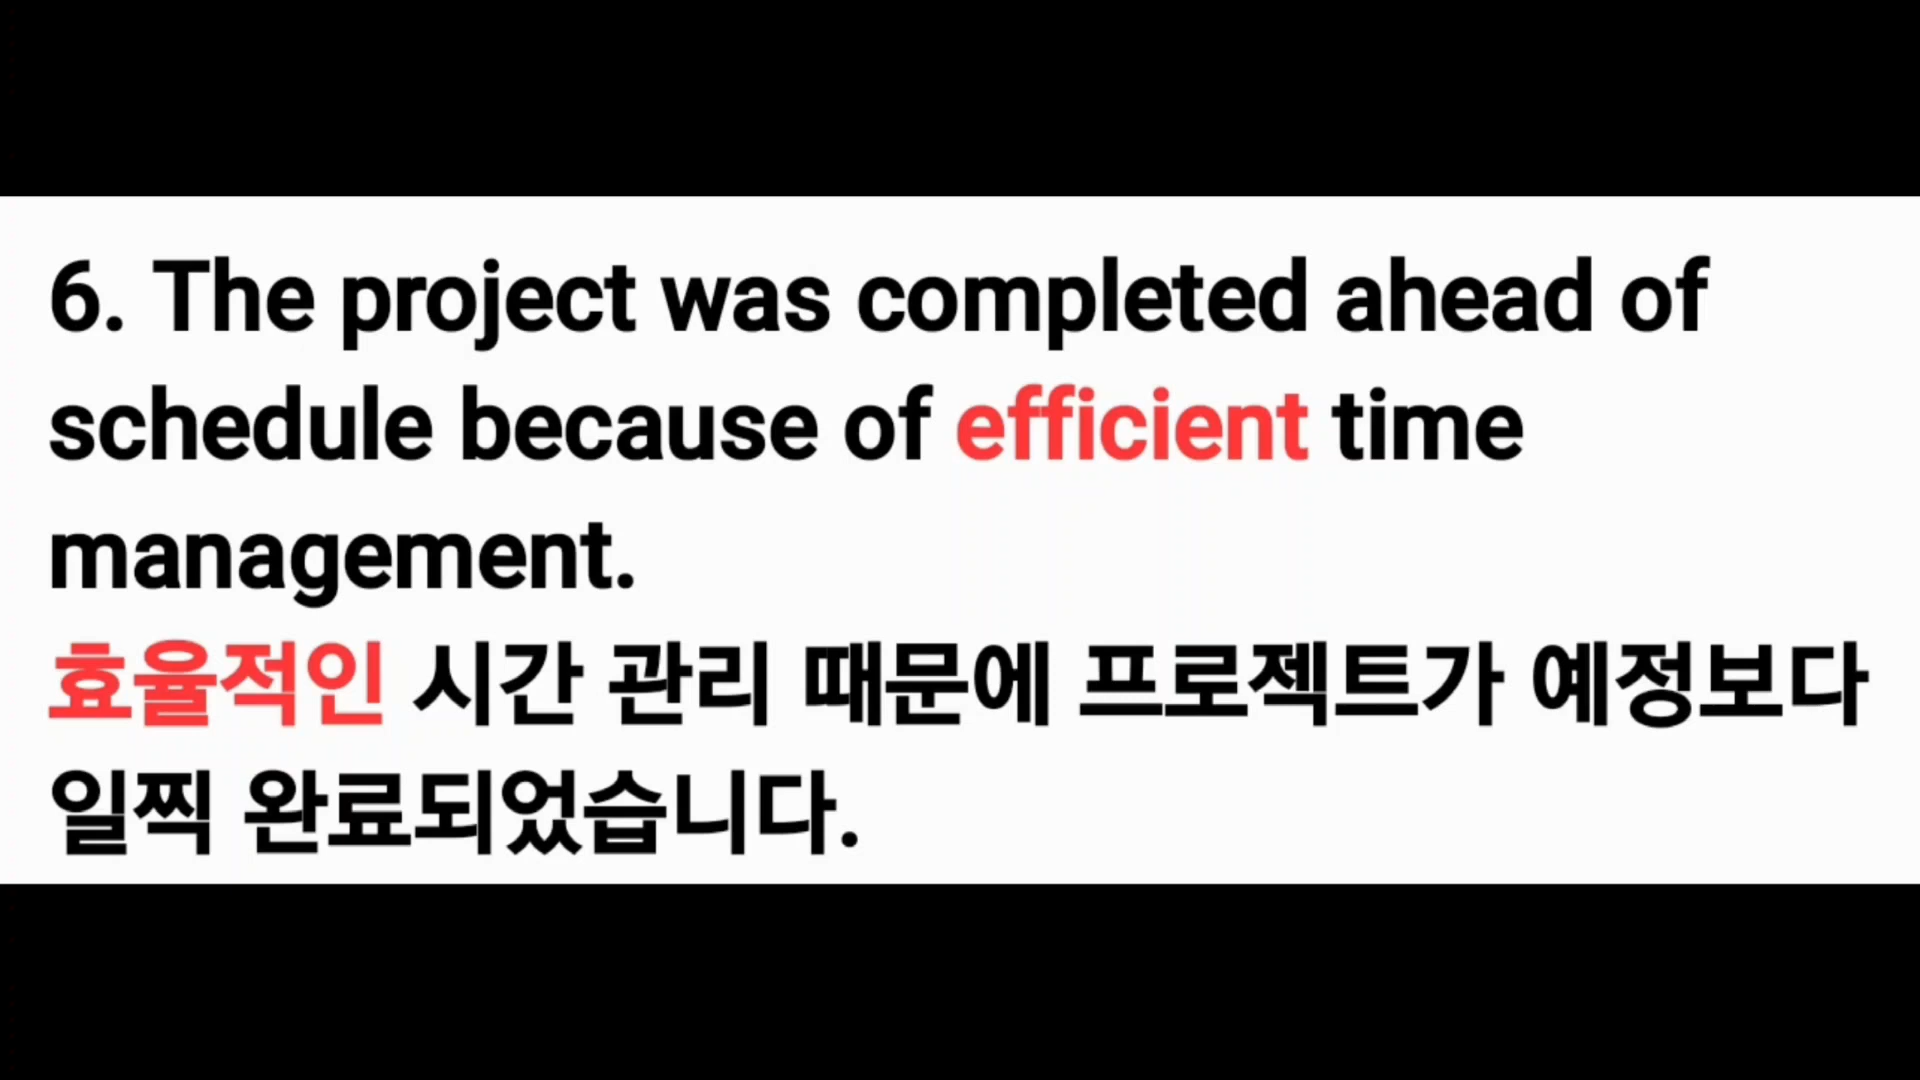 6. The project was completed ahead of
schedule because of efficient time
management.
효율적인 시간 관리 때문에 프로젝트가 예정보다
일찍 완료되었습니다.